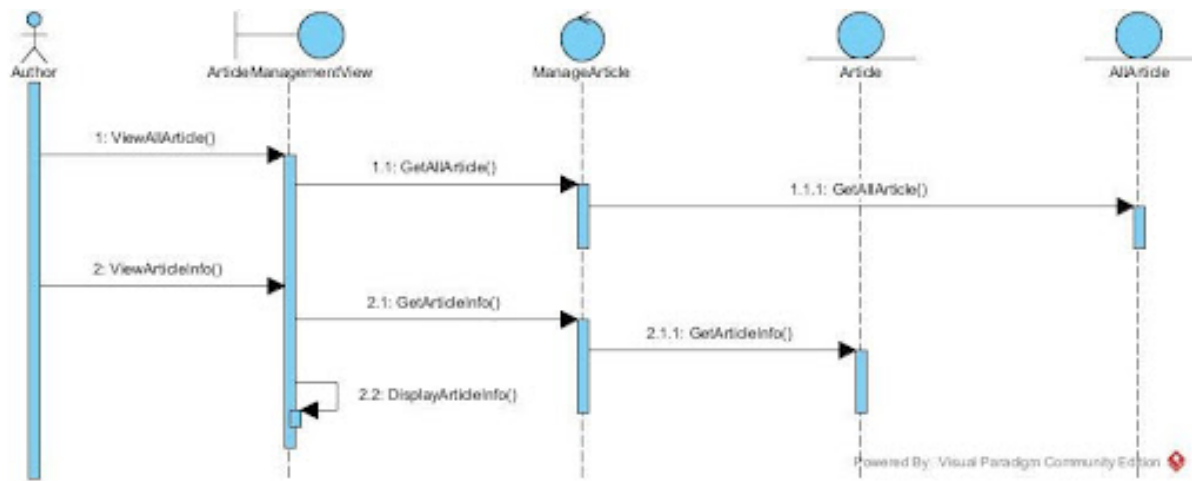 Author
ArticleManagementView
ManageArticle
Article
AllArticle
1: ViewAllArticle()
1.1: GetAllArticle()
1.1.1: GetAllArticle()
2: ViewArticleInfo()
2.1: GetArticleInfo()
2.1.1: GetArticleInfo()
2.2: DisplayArticleInfo()
Powered By: Visual Paradigm Community Edition